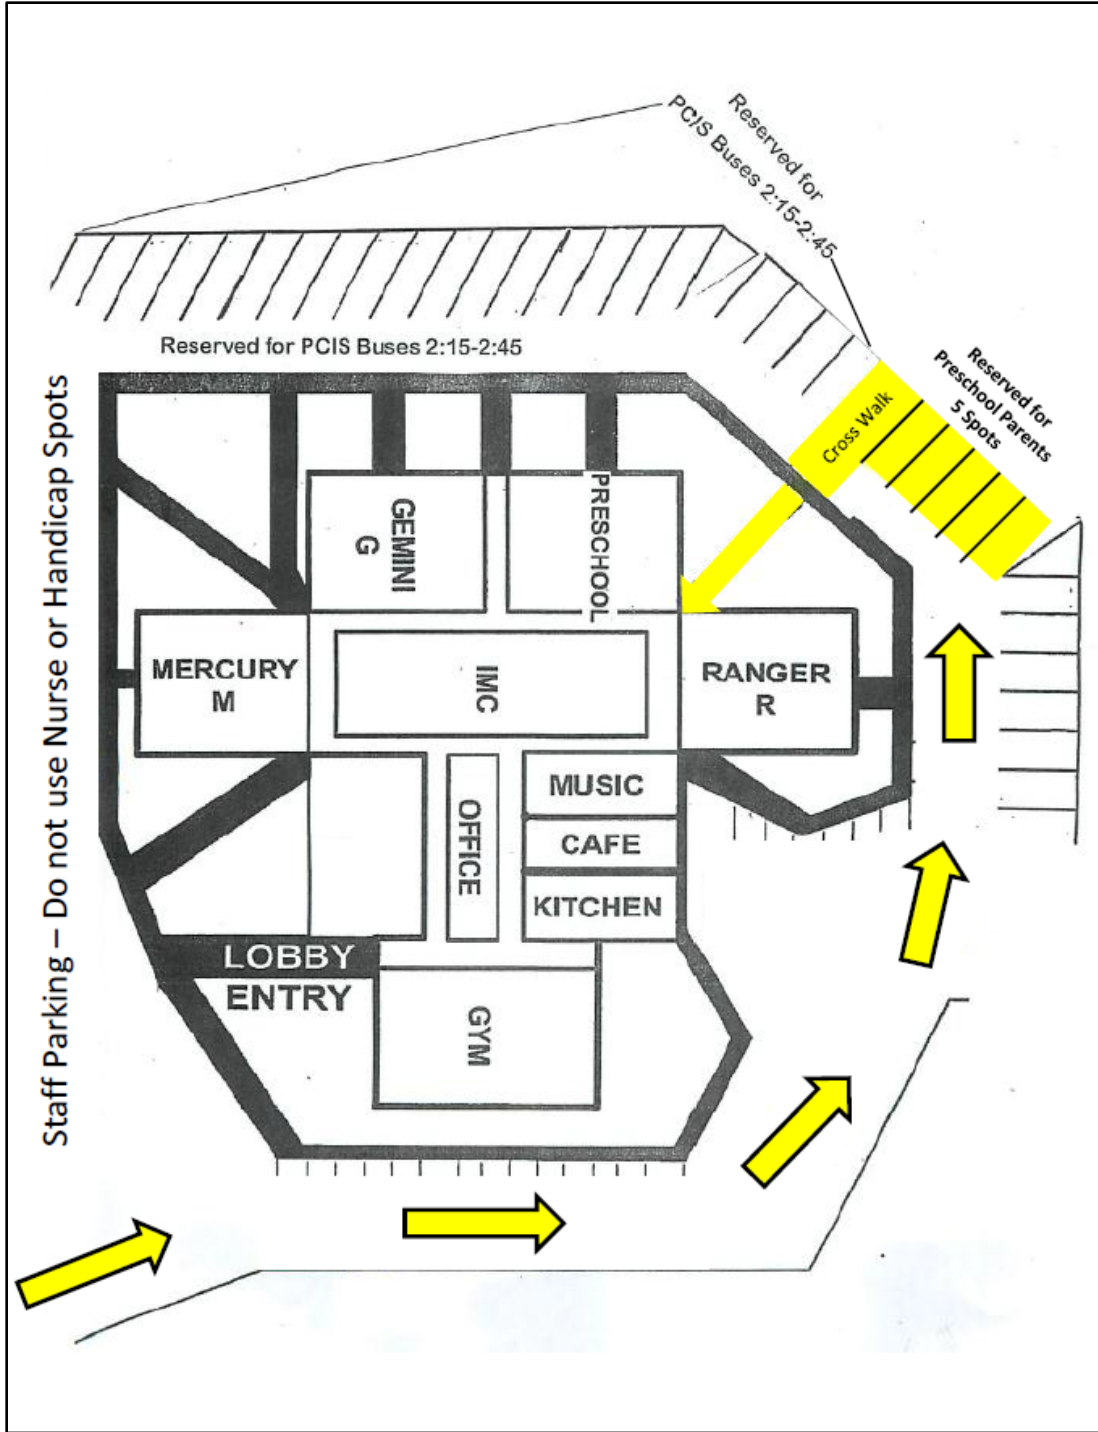 Reserved for
PCIS Buses 2:15-2:45
Reserved for PCIS Buses 2:15-2:45
Reserved for
Preschool Parents
5 Spots
Cross Walk
Staff Parking – Do not use Nurse or Handicap Spots
GEMINI
G
PRESCHOOL
MERCURY
M
IMC
RANGER
R
OFFICE
MUSIC
CAFE
KITCHEN
LOBBY
ENTRY
GYM